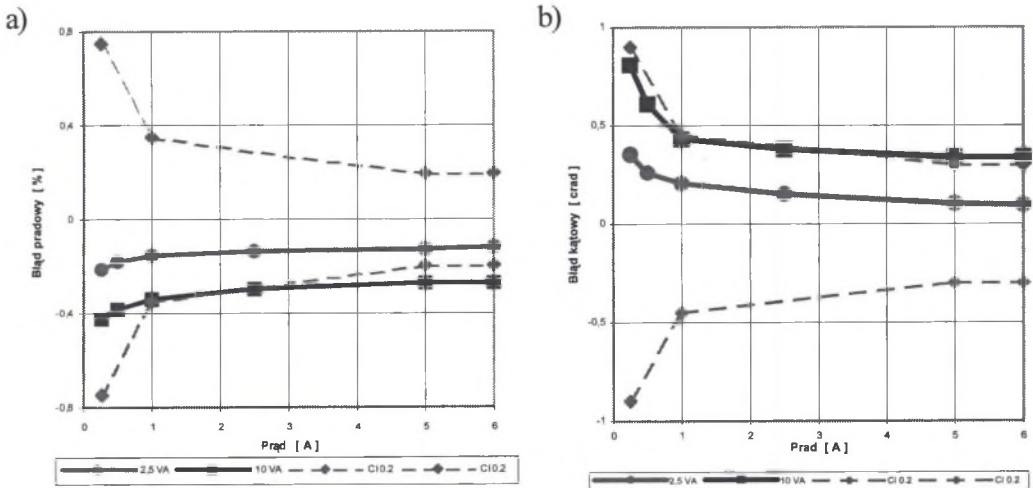 a)
0,8
0,4
0
-0,4
-0,8
Błąd prądowy [ % ]
0 1 2 3 4 5 6
Prąd [ A ]
2,5 VA 10 VA Cl 0.2 Cl 0.2
b)
1
0,5
0
-0,5
-1
Błąd kątowy [ crad ]
0 1 2 3 4 5 6
Prad [ A ]
2,5 VA 10 VA Cl 0.2 Cl 0.2